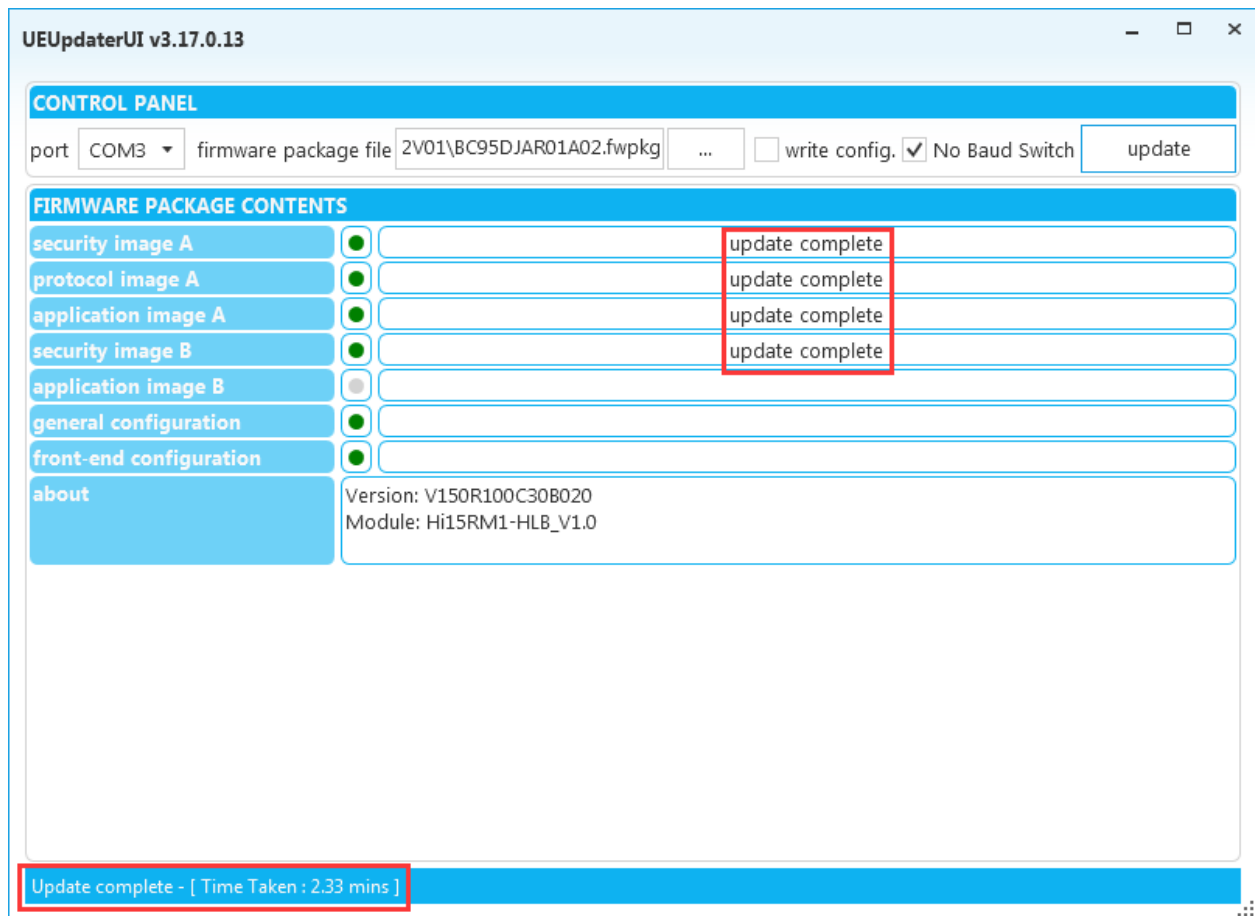 UEUpdaterUI v3.17.0.13
CONTROL PANEL
port COM3 firmware package file 2V01\BC95DJAR01A02.fwpkg ... write config. No Baud Switch update
FIRMWARE PACKAGE CONTENTS
security image A update complete
protocol image A update complete
application image A update complete
security image B update complete
application image B
general configuration
front-end configuration
about Version: V150R100C30B020
Module: Hi15RM1-HLB_V1.0
Update complete - [ Time Taken : 2.33 mins ]